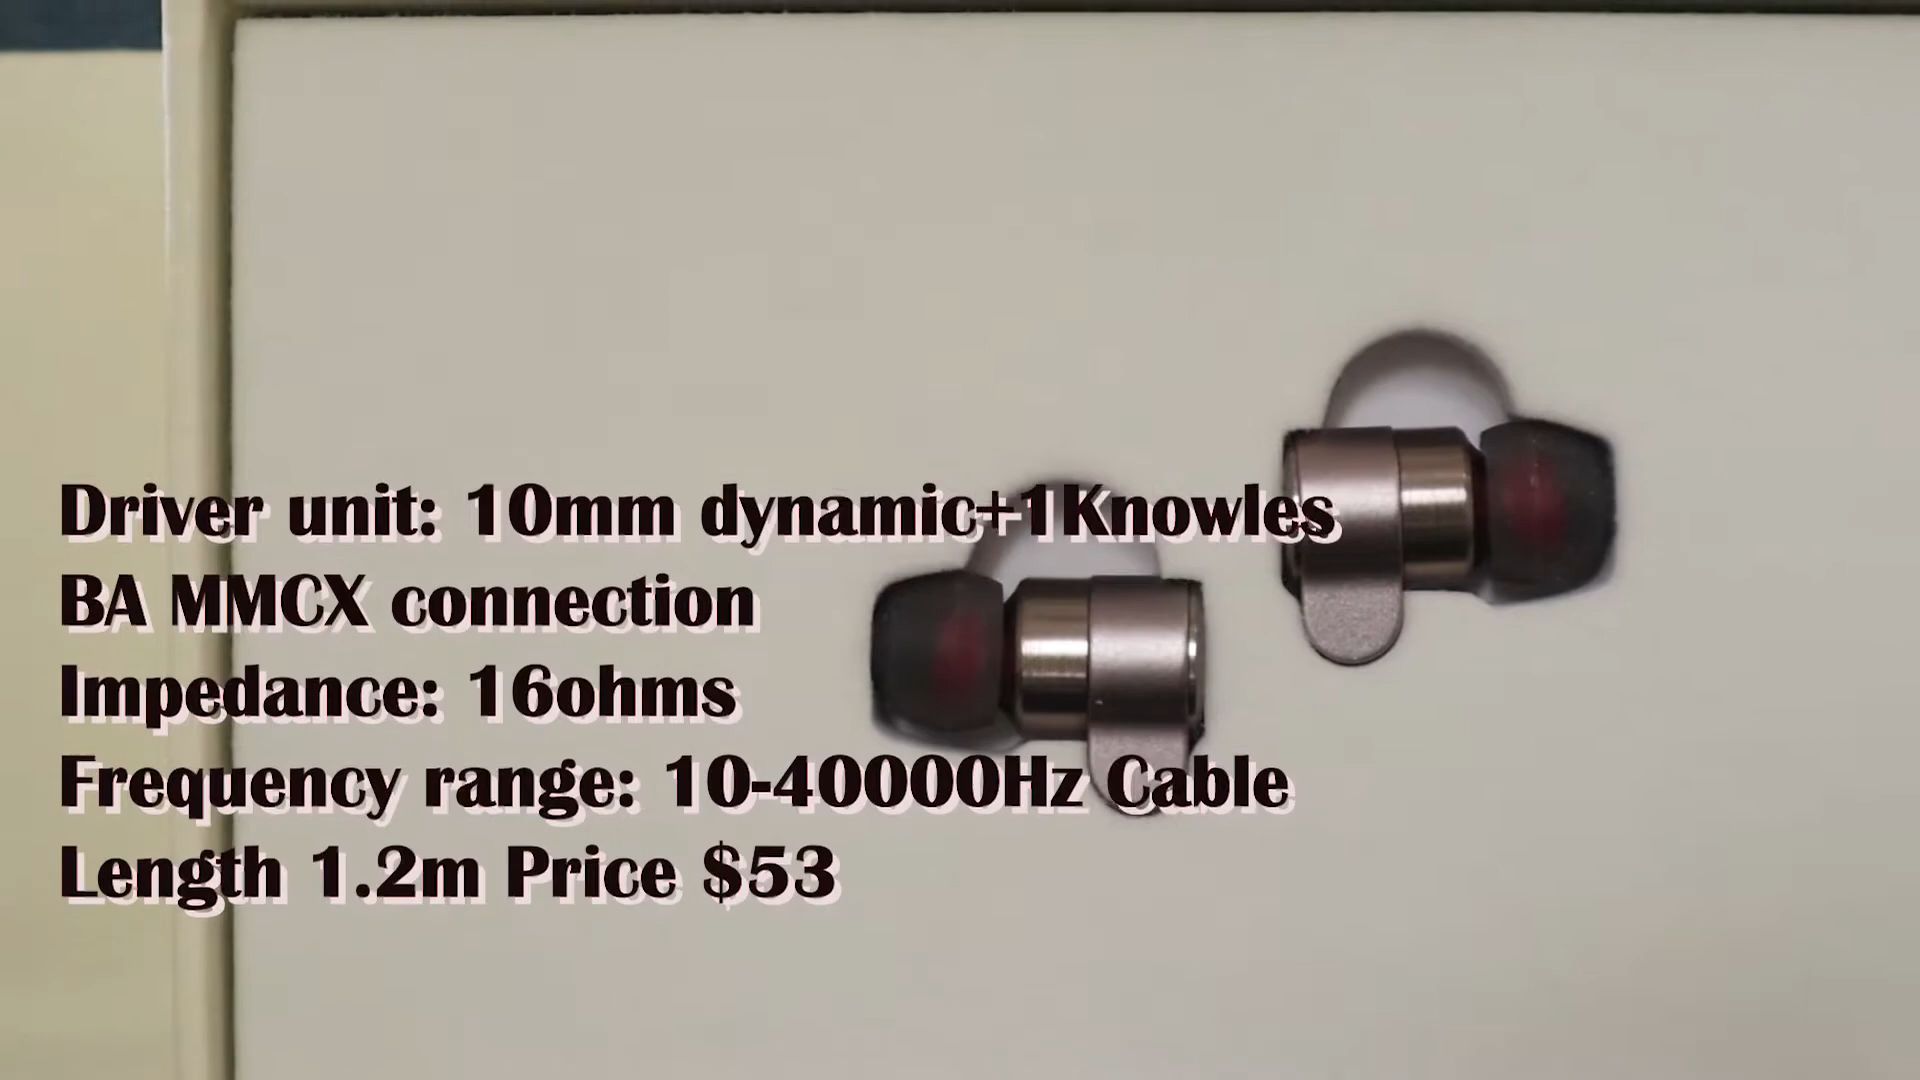 Driver unit: 10mm dynamic+1Knowles
BA MMCX connection
Impedance: 16ohms
Frequency range: 10-40000Hz Cable
Length 1.2m Price $53